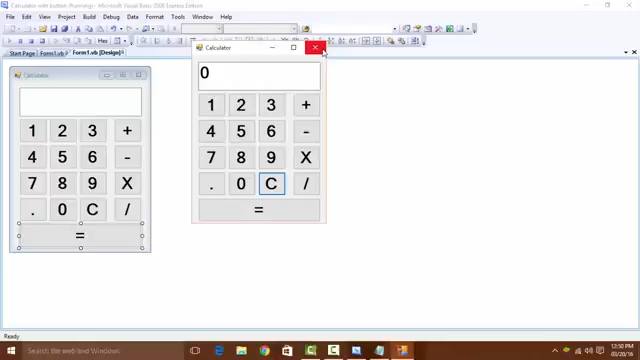 Calculator with button (Running) - Microsoft Visual Basic 2008 Express Edition
File Edit View Project Build Debug Data Format Tools Window Help
Hex
Start Page Form1.vb Form1.vb [Design]
Calculator
1 2 3 +
4 5 6 -
7 8 9 X
. 0 C /
=
Calculator
0
1 2 3 +
4 5 6 -
7 8 9 X
. 0 C /
=
Ready
Search the web and Windows
12:50 PM
03/20/16